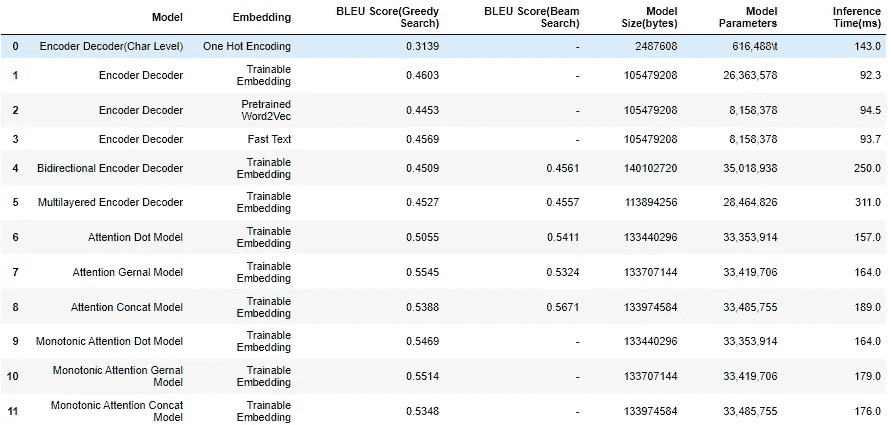 Model Embedding BLEU Score(Greedy Search) BLEU Score(Beam Search) Model Size(bytes) Model Parameters Inference Time(ms)
0 Encoder Decoder(Char Level) One Hot Encoding 0.3139 - 2487608 616,488\t 143.0
1 Encoder Decoder Trainable Embedding 0.4603 - 105479208 26,363,578 92.3
2 Encoder Decoder Pretrained Word2Vec 0.4453 - 105479208 8,158,378 94.5
3 Encoder Decoder Fast Text 0.4569 - 105479208 8,158,378 93.7
4 Bidirectional Encoder Decoder Trainable Embedding 0.4509 0.4561 140102720 35,018,938 250.0
5 Multilayered Encoder Decoder Trainable Embedding 0.4527 0.4557 113894256 28,464,826 311.0
6 Attention Dot Model Trainable Embedding 0.5055 0.5411 133440296 33,353,914 157.0
7 Attention Gernal Model Trainable Embedding 0.5545 0.5324 133707144 33,419,706 164.0
8 Attention Concat Model Trainable Embedding 0.5388 0.5671 133974584 33,485,755 189.0
9 Monotonic Attention Dot Model Trainable Embedding 0.5469 - 133440296 33,353,914 164.0
10 Monotonic Attention Gernal Model Trainable Embedding 0.5514 - 133707144 33,419,706 179.0
11 Monotonic Attention Concat Model Trainable Embedding 0.5348 - 133974584 33,485,755 176.0